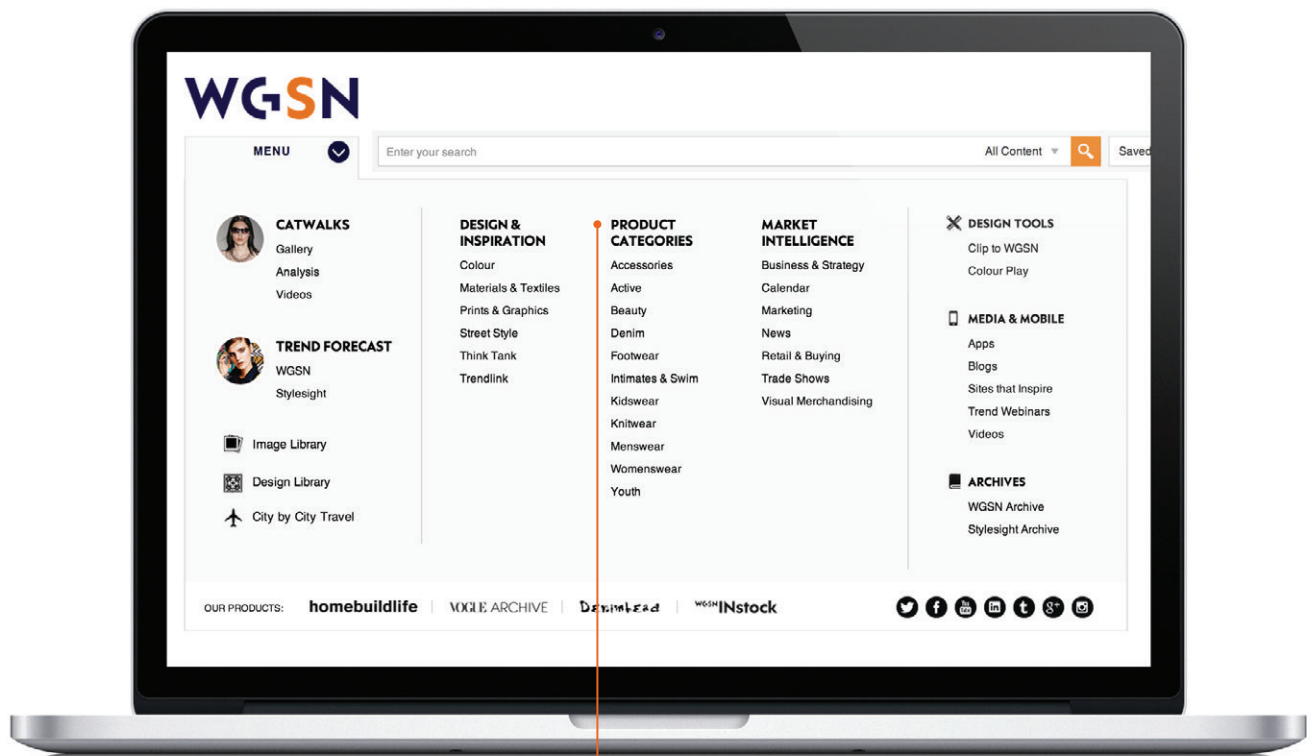 WGSN
MENU
Enter your search
All Content
Saved
CATWALKS
Gallery
Analysis
Videos
TREND FORECAST
WGSN
Stylesight
Image Library
Design Library
City by City Travel
DESIGN &
INSPIRATION
Colour
Materials & Textiles
Prints & Graphics
Street Style
Think Tank
Trendlink
PRODUCT
CATEGORIES
Accessories
Active
Beauty
Denim
Footwear
Intimates & Swim
Kidswear
Knitwear
Menswear
Womenswear
Youth
MARKET
INTELLIGENCE
Business & Strategy
Calendar
Marketing
News
Retail & Buying
Trade Shows
Visual Merchandising
DESIGN TOOLS
Clip to WGSN
Colour Play
MEDIA & MOBILE
Apps
Blogs
Sites that Inspire
Trend Webinars
Videos
ARCHIVES
WGSN Archive
Stylesight Archive
OUR PRODUCTS: homebuildlife VOGUE ARCHIVE Denimhead WGSN INstock
You Tube in t g+